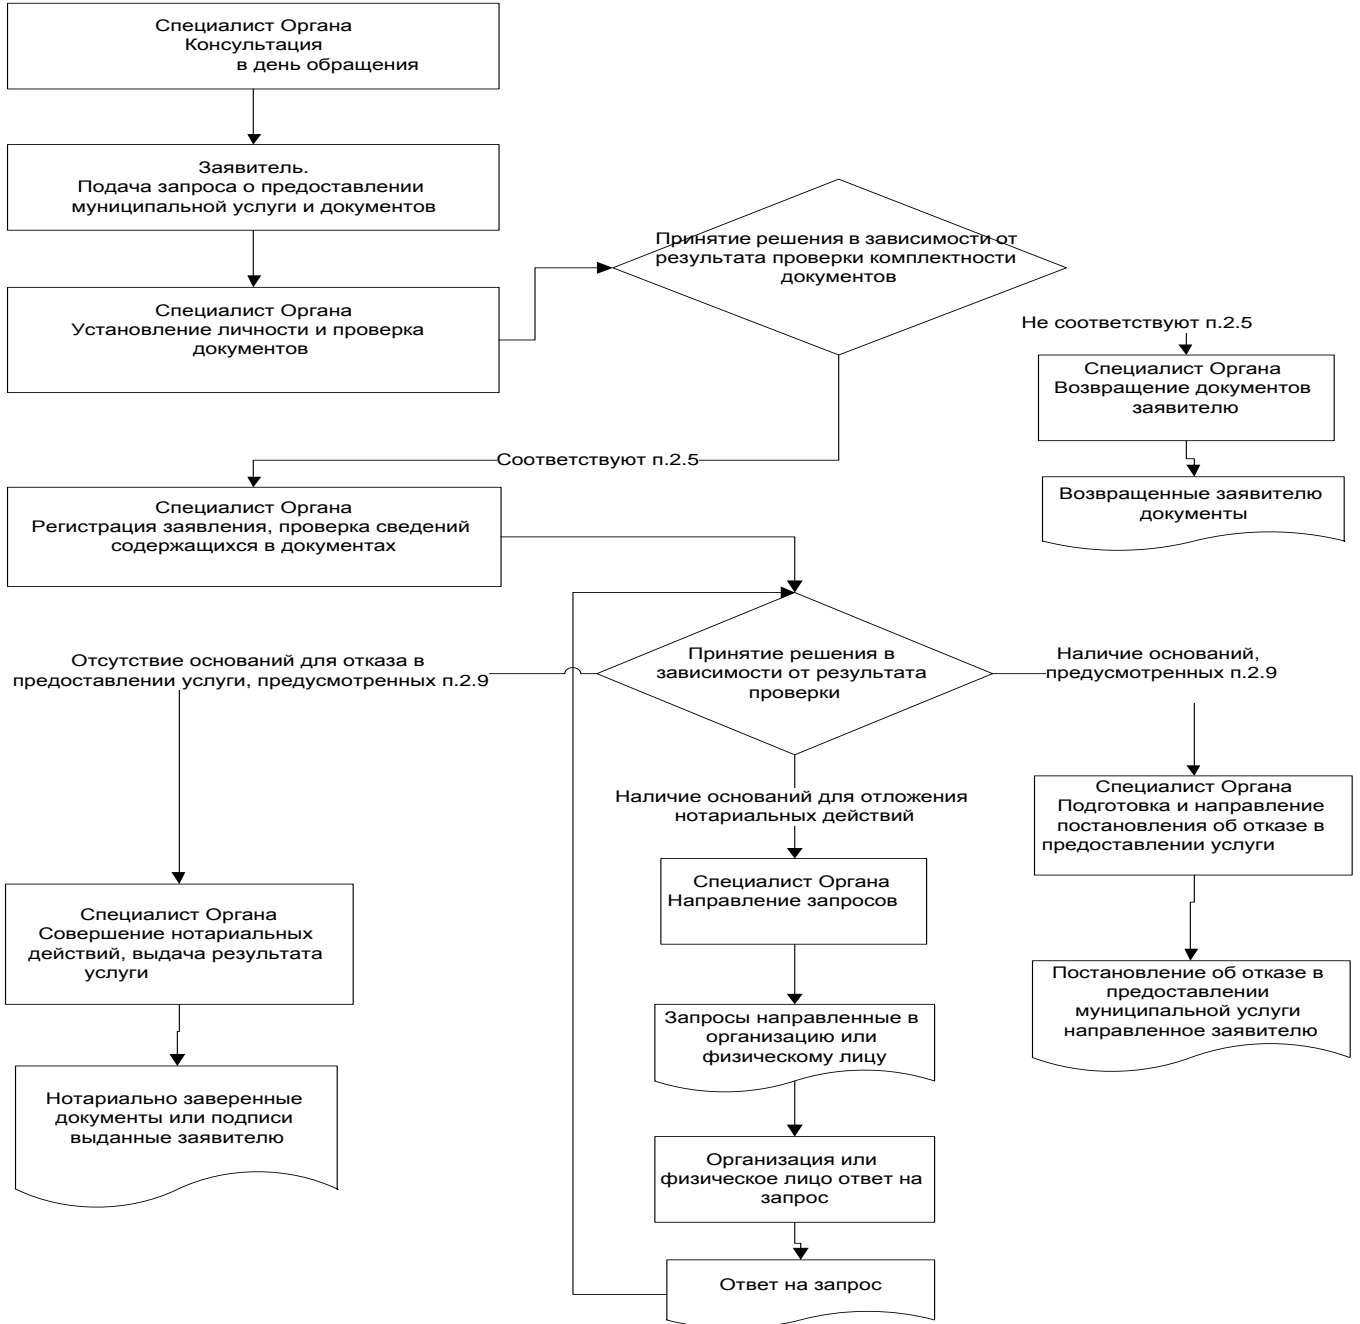 Специалист Органа
Консультация
в день обращения
Заявитель.
Подача запроса о предоставлении
муниципальной услуги и документов
Принятие решения в зависимости от
результата проверки комплектности
документов
Специалист Органа
Установление личности и проверка
документов
Не соответствуют п.2.5
Специалист Органа
Возвращение документов
заявителю
Соответствуют п.2.5
Возвращенные заявителю
документы
Специалист Органа
Регистрация заявления, проверка сведений
содержащихся в документах
Отсутствие оснований для отказа в
предоставлении услуги, предусмотренных п.2.9
Принятие решения в
зависимости от результата
проверки
Наличие оснований,
предусмотренных п.2.9
Наличие оснований для отложения
нотариальных действий
Специалист Органа
Подготовка и направление
постановления об отказе в
предоставлении услуги
Специалист Органа
Направление запросов
Специалист Органа
Совершение нотариальных
действий, выдача результата
услуги
Постановление об отказе в
предоставлении
муниципальной услуги
направленное заявителю
Запросы направленные в
организацию или
физическому лицу
Нотариально заверенные
документы или подписи
выданные заявителю
Организация или
физическое лицо ответ на
запрос
Ответ на запрос